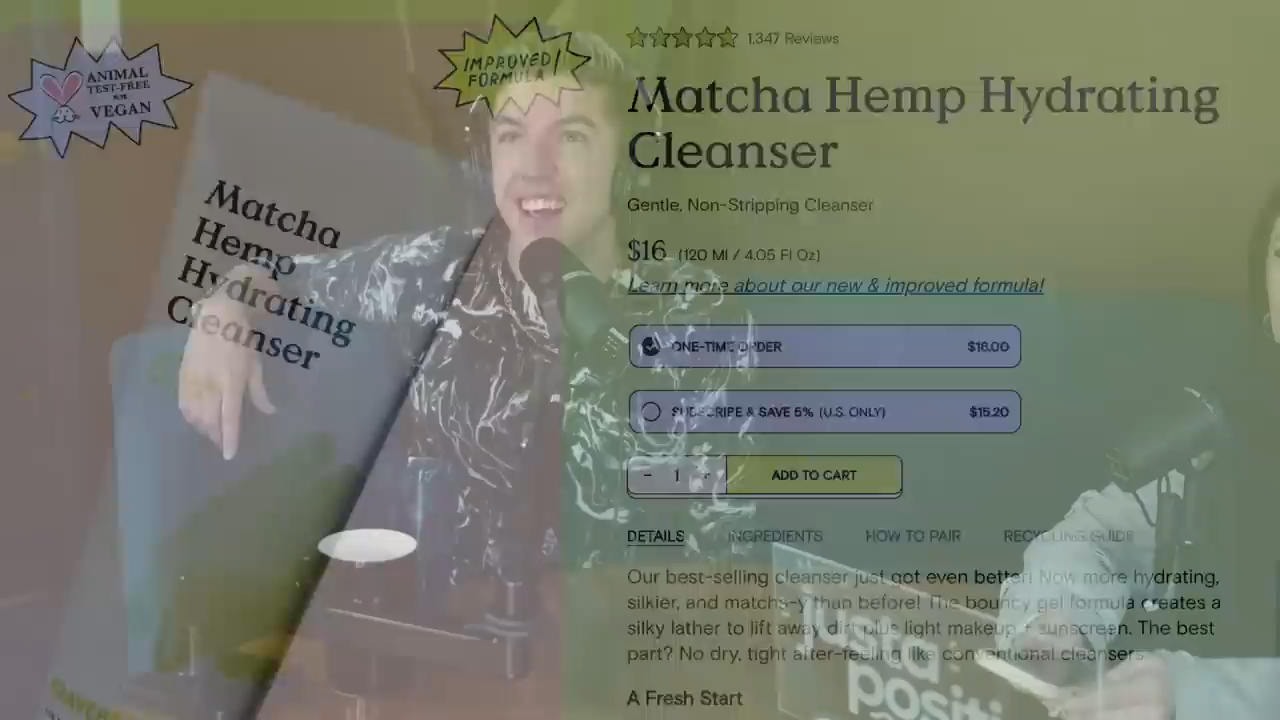 ANIMAL
TEST-FREE
VEGAN
IMPROVED
FORMULA!
Matcha
Hemp
Hydrating
Cleanser
1,347 Reviews
Matcha Hemp Hydrating
Cleanser
Gentle, Non-Stripping Cleanser
$16 (120 Ml / 4.05 Fl Oz)
Learn more about our new & improved formula!
ONE-TIME ORDER $16.00
SUBSCRIBE & SAVE 5% (U.S. ONLY) $15.20
− 1 + ADD TO CART
DETAILS INGREDIENTS HOW TO PAIR RECYCLING GUIDE
Our best-selling cleanser just got even better! Now more hydrating,
silkier, and matcha-y than before! The bouncy gel formula creates a
silky lather to lift away dirt plus light makeup + sunscreen. The best
part? No dry, tight after-feeling like conventional cleansers.
A Fresh Start